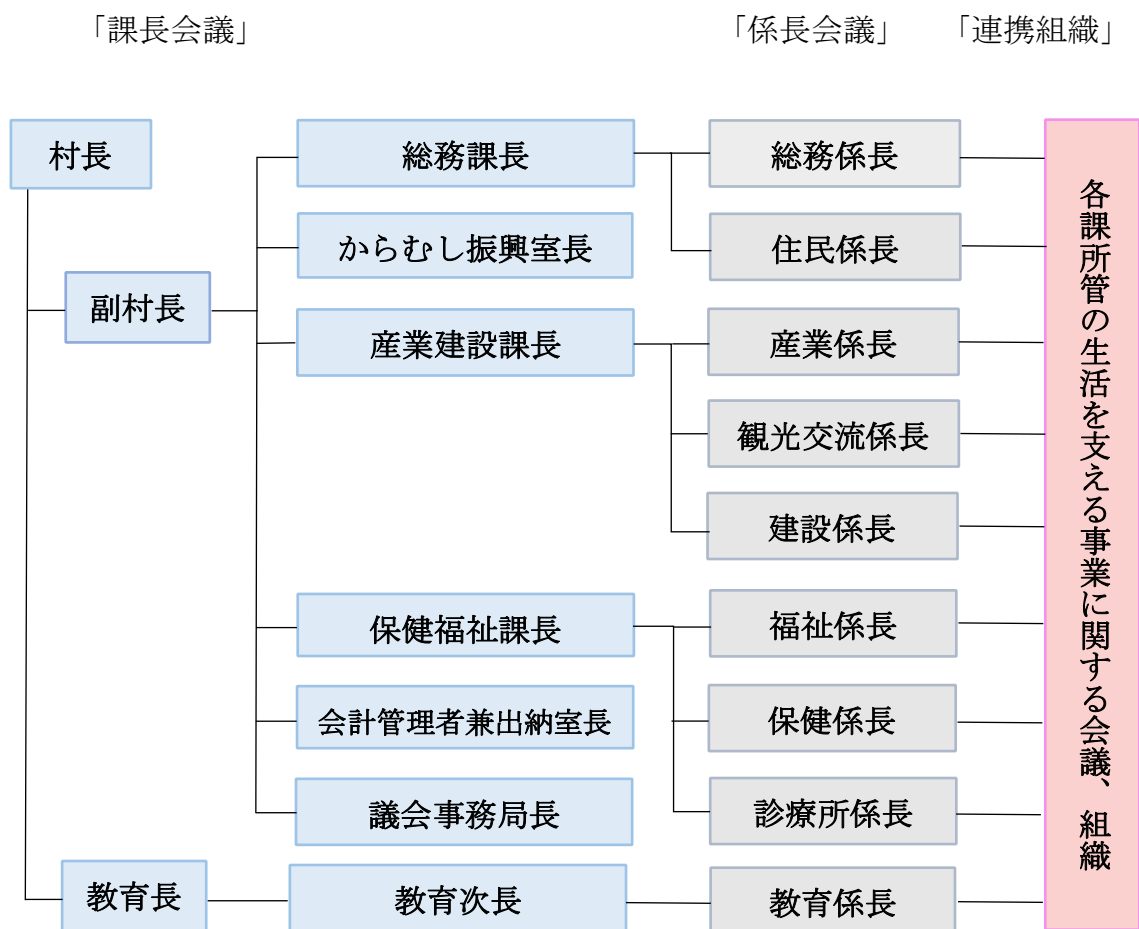 「課長会議」
「係長会議」
「連携組織」
村長
副村長
教育長
総務課長
からむし振興室長
産業建設課長
保健福祉課長
会計管理者兼出納室長
議会事務局長
教育次長
総務係長
住民係長
産業係長
観光交流係長
建設係長
福祉係長
保健係長
診療所係長
教育係長
各課所管の生活を支える事業に関する会議、組織